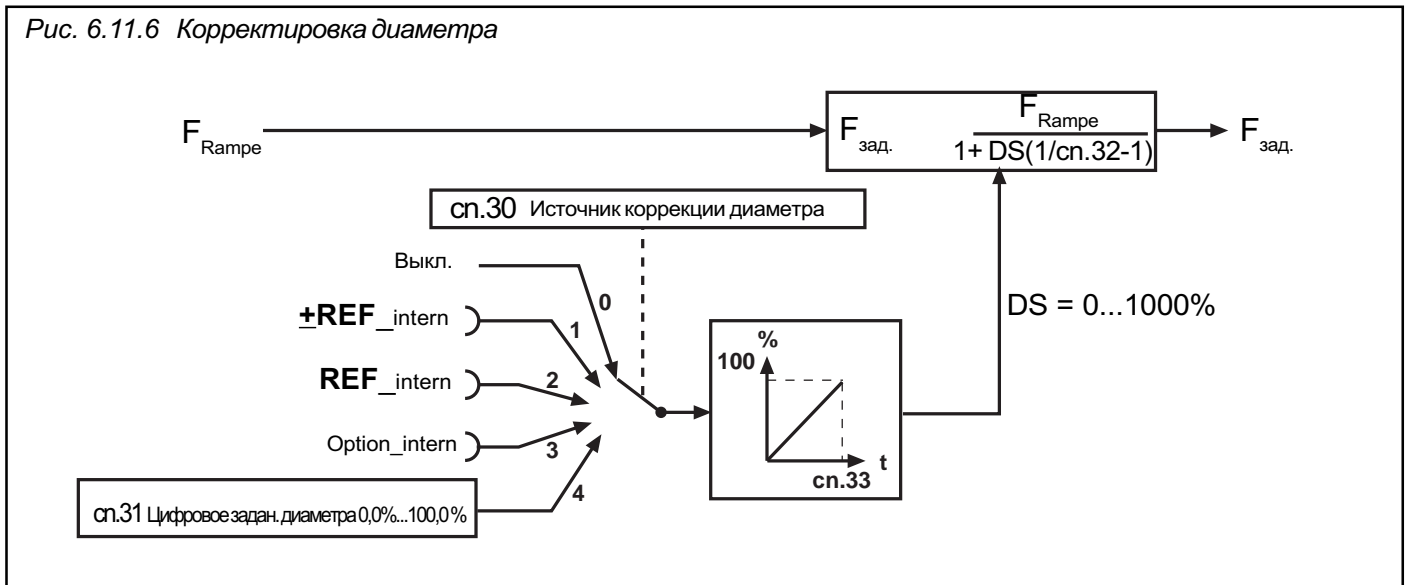 Рис. 6.11.6 Корректировка диаметра
F Rampe
F зад.
F Rampe
1+ DS(1/cn.32-1)
F зад.
cn.30 Источник коррекции диаметра
Выкл.
0
DS = 0...1000%
+REF_intern
1
%
100
REF_intern
2
Option_intern
3
t
cn.33
4
cn.31 Цифровое задан. диаметра 0,0%...100,0%